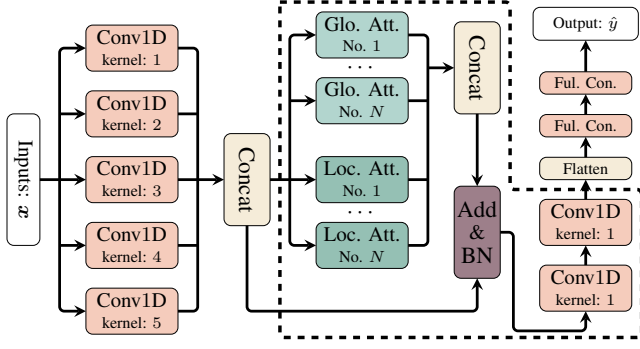 Inputs: x
Conv1D
kernel: 1
Conv1D
kernel: 2
Conv1D
kernel: 3
Conv1D
kernel: 4
Conv1D
kernel: 5
Concat
Glo. Att.
No. 1
...
Glo. Att.
No. N
Loc. Att.
No. 1
...
Loc. Att.
No. N
Concat
Add
&
BN
Conv1D
kernel: 1
Conv1D
kernel: 1
Flatten
Ful. Con.
Ful. Con.
Output: ŷ